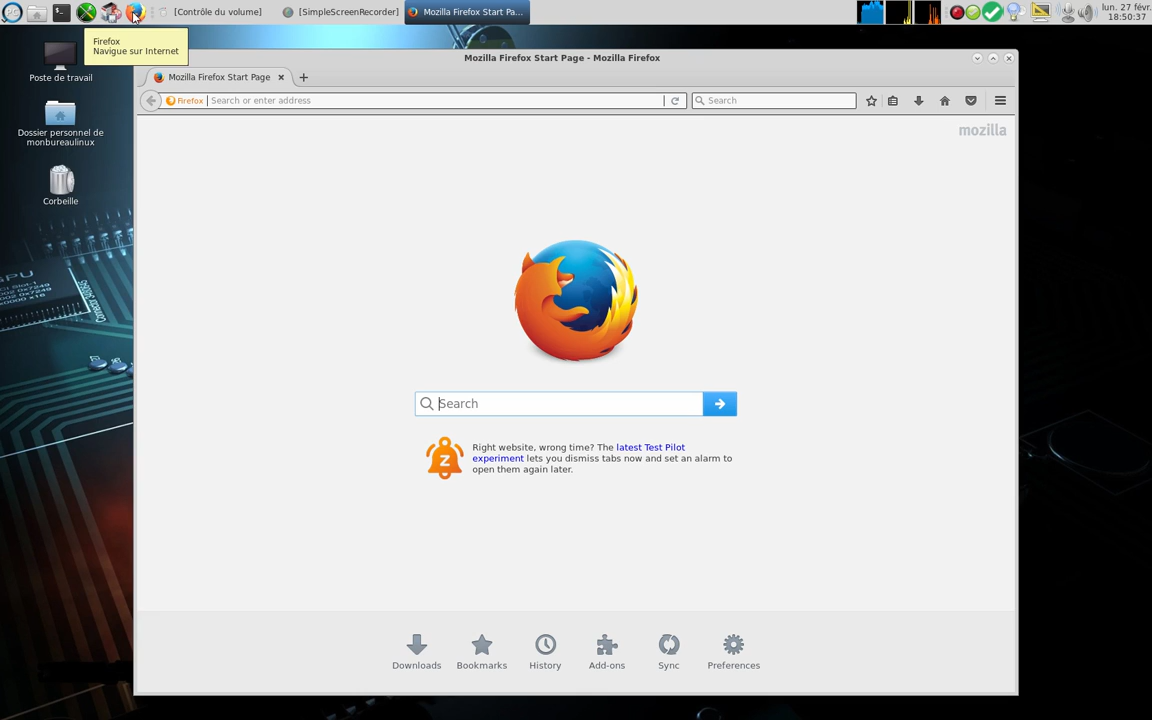 [Contrôle du volume]
[SimpleScreenRecorder]
Mozilla Firefox Start Pa...
lun. 27 févr.
18:50:37
Firefox
Navigue sur Internet
Poste de travail
Dossier personnel de
monbureaulinux
Corbeille
Mozilla Firefox Start Page - Mozilla Firefox
Mozilla Firefox Start Page
Firefox
Search or enter address
Search
mozilla
Search
Z
Right website, wrong time? The latest Test Pilot
experiment lets you dismiss tabs now and set an alarm to
open them again later.
Downloads
Bookmarks
History
Add-ons
Sync
Preferences